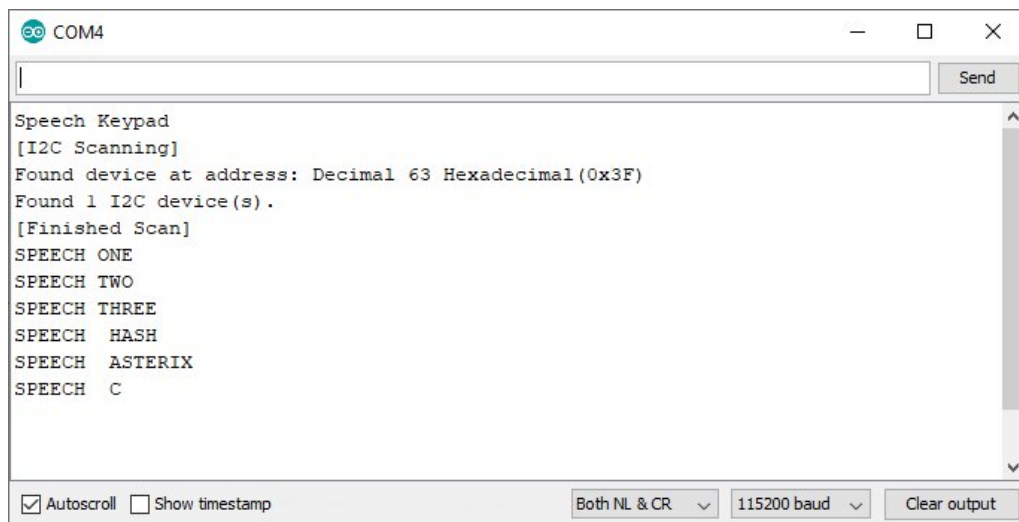 COM4
Send
Speech Keypad
[I2C Scanning]
Found device at address: Decimal 63 Hexadecimal(0x3F)
Found 1 I2C device(s).
[Finished Scan]
SPEECH ONE
SPEECH TWO
SPEECH THREE
SPEECH  HASH
SPEECH  ASTERIX
SPEECH  C
Autoscroll Show timestamp Both NL & CR 115200 baud Clear output